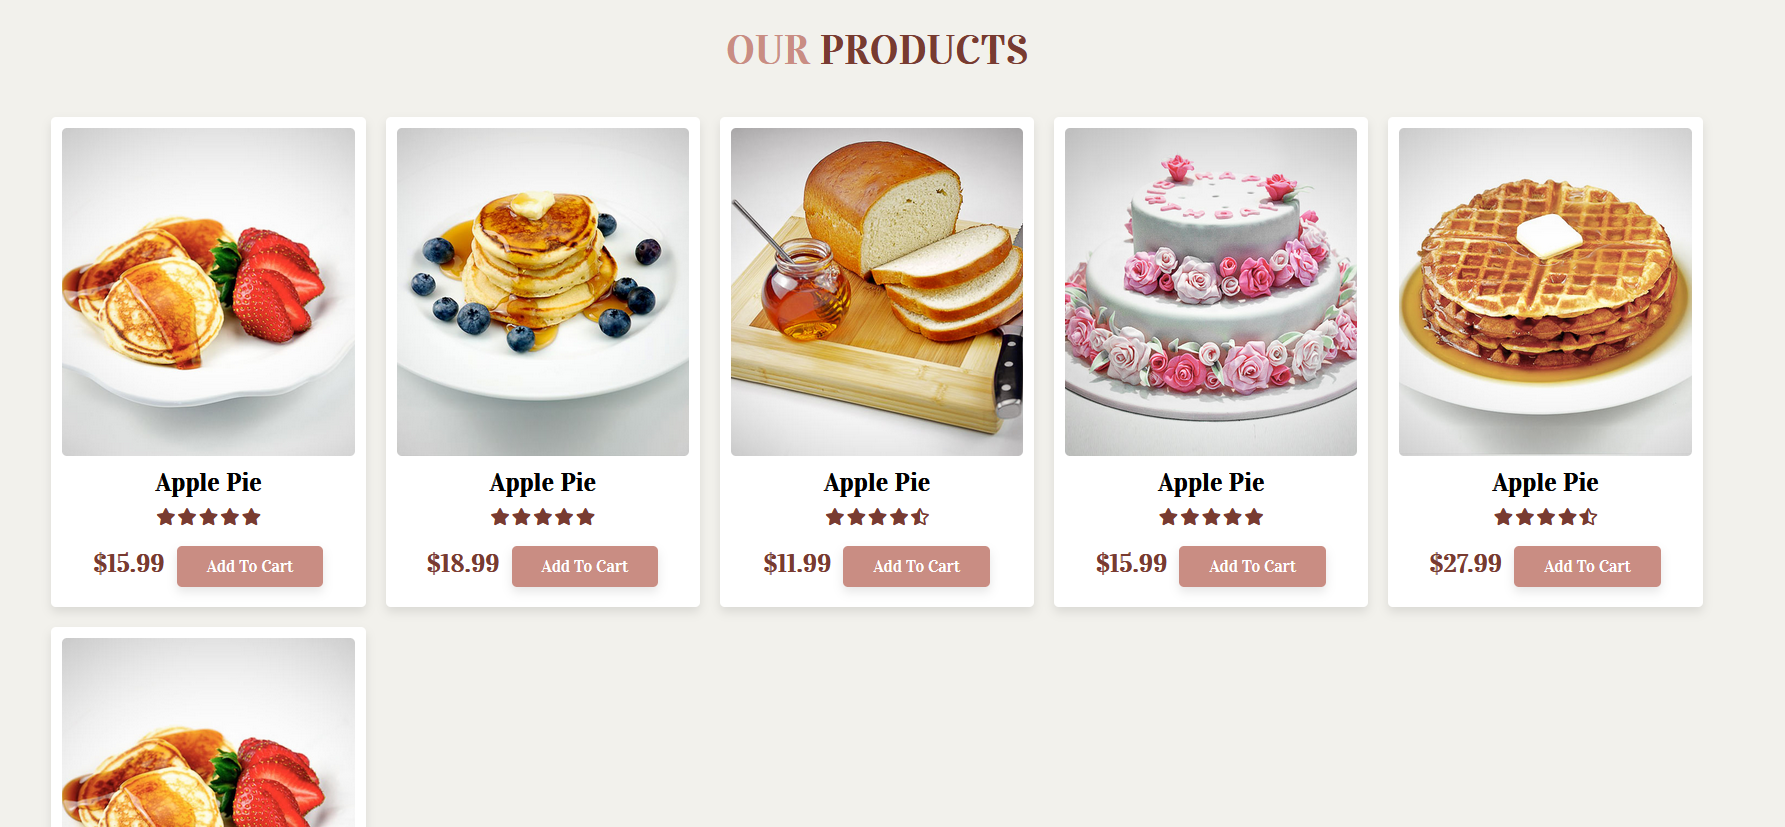 OUR PRODUCTS
Apple Pie
$15.99 Add To Cart
Apple Pie
$18.99 Add To Cart
Apple Pie
$11.99 Add To Cart
Apple Pie
$15.99 Add To Cart
Apple Pie
$27.99 Add To Cart